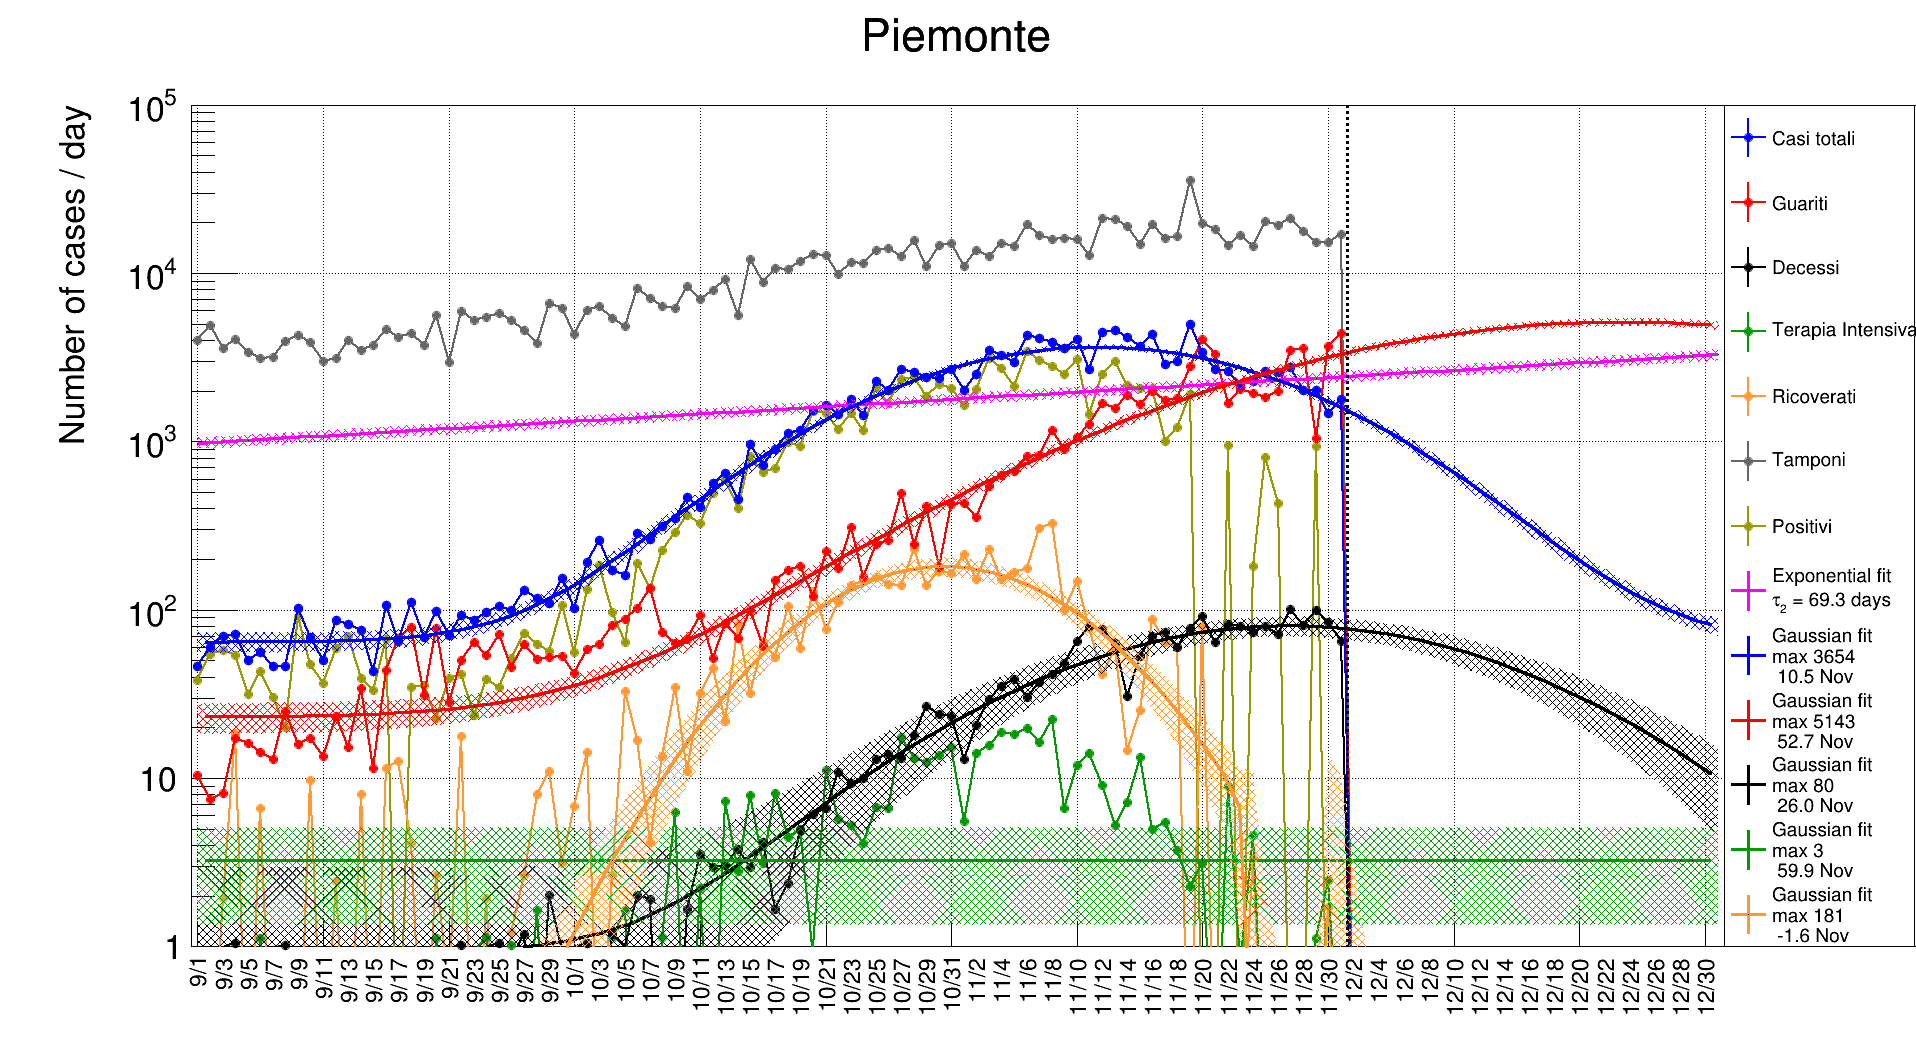 Piemonte
Number of cases / day
10^5
10^4
10^3
10^2
10
1
9/1
9/3
9/5
9/7
9/9
9/11
9/13
9/15
9/17
9/19
9/21
9/23
9/25
9/27
9/29
10/1
10/3
10/5
10/7
10/9
10/11
10/13
10/15
10/17
10/19
10/21
10/23
10/25
10/27
10/29
10/31
11/2
11/4
11/6
11/8
11/10
11/12
11/14
11/16
11/18
11/20
11/22
11/24
11/26
11/28
11/30
12/2
12/4
12/6
12/8
12/10
12/12
12/14
12/16
12/18
12/20
12/22
12/24
12/26
12/28
12/30
Casi totali
Guariti
Decessi
Terapia Intensiva
Ricoverati
Tamponi
Positivi
Exponential fit
τ2 = 69.3 days
Gaussian fit
max 3654
10.5 Nov
Gaussian fit
max 5143
52.7 Nov
Gaussian fit
max 80
26.0 Nov
Gaussian fit
max 3
59.9 Nov
Gaussian fit
max 181
-1.6 Nov